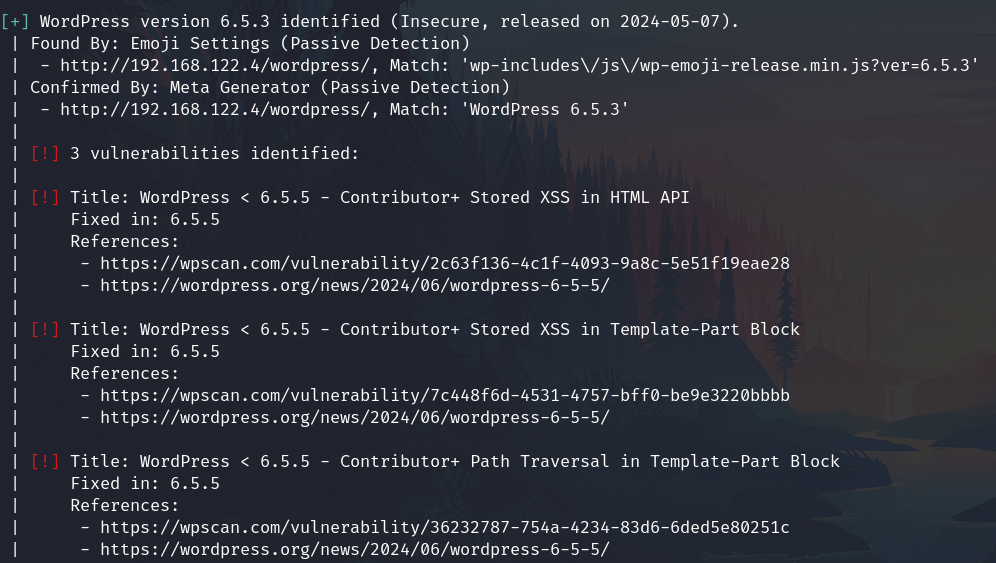 [+] WordPress version 6.5.3 identified (Insecure, released on 2024-05-07).
| Found By: Emoji Settings (Passive Detection)
|  - http://192.168.122.4/wordpress/, Match: 'wp-includes\/js\/wp-emoji-release.min.js?ver=6.5.3'
| Confirmed By: Meta Generator (Passive Detection)
|  - http://192.168.122.4/wordpress/, Match: 'WordPress 6.5.3'
|
| [!] 3 vulnerabilities identified:
|
| [!] Title: WordPress < 6.5.5 - Contributor+ Stored XSS in HTML API
|     Fixed in: 6.5.5
|     References:
|      - https://wpscan.com/vulnerability/2c63f136-4c1f-4093-9a8c-5e51f19eae28
|      - https://wordpress.org/news/2024/06/wordpress-6-5-5/
|
| [!] Title: WordPress < 6.5.5 - Contributor+ Stored XSS in Template-Part Block
|     Fixed in: 6.5.5
|     References:
|      - https://wpscan.com/vulnerability/7c448f6d-4531-4757-bff0-be9e3220bbbb
|      - https://wordpress.org/news/2024/06/wordpress-6-5-5/
|
| [!] Title: WordPress < 6.5.5 - Contributor+ Path Traversal in Template-Part Block
|     Fixed in: 6.5.5
|     References:
|      - https://wpscan.com/vulnerability/36232787-754a-4234-83d6-6ded5e80251c
|      - https://wordpress.org/news/2024/06/wordpress-6-5-5/